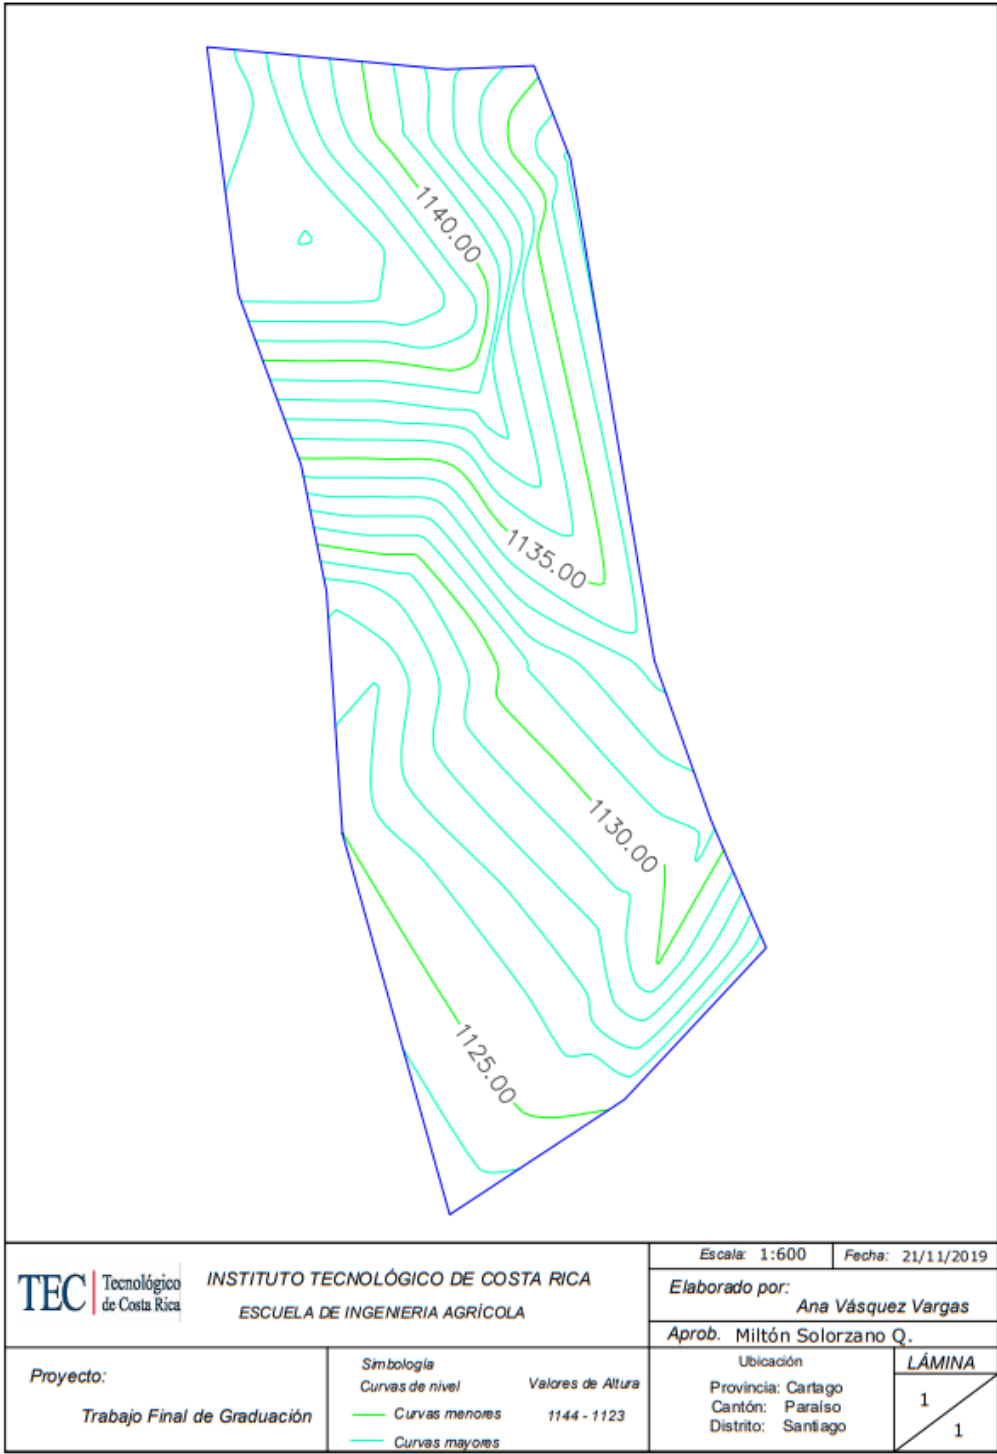 1140.00
1135.00
1130.00
1125.00
TEC Tecnológico
de Costa Rica
INSTITUTO TECNOLÓGICO DE COSTA RICA
ESCUELA DE INGENIERIA AGRÍCOLA
Escala: 1:600
Fecha: 21/11/2019
Elaborado por:
Ana Vásquez Vargas
Aprob. Miltón Solorzano Q.
Proyecto:
Trabajo Final de Graduación
Simbología
Curvas de nivel
Valores de Altura
Curvas menores
1144 - 1123
Curvas mayores
Ubicación
Provincia: Cartago
Cantón: Paraíso
Distrito: Santiago
LÁMINA
1
1